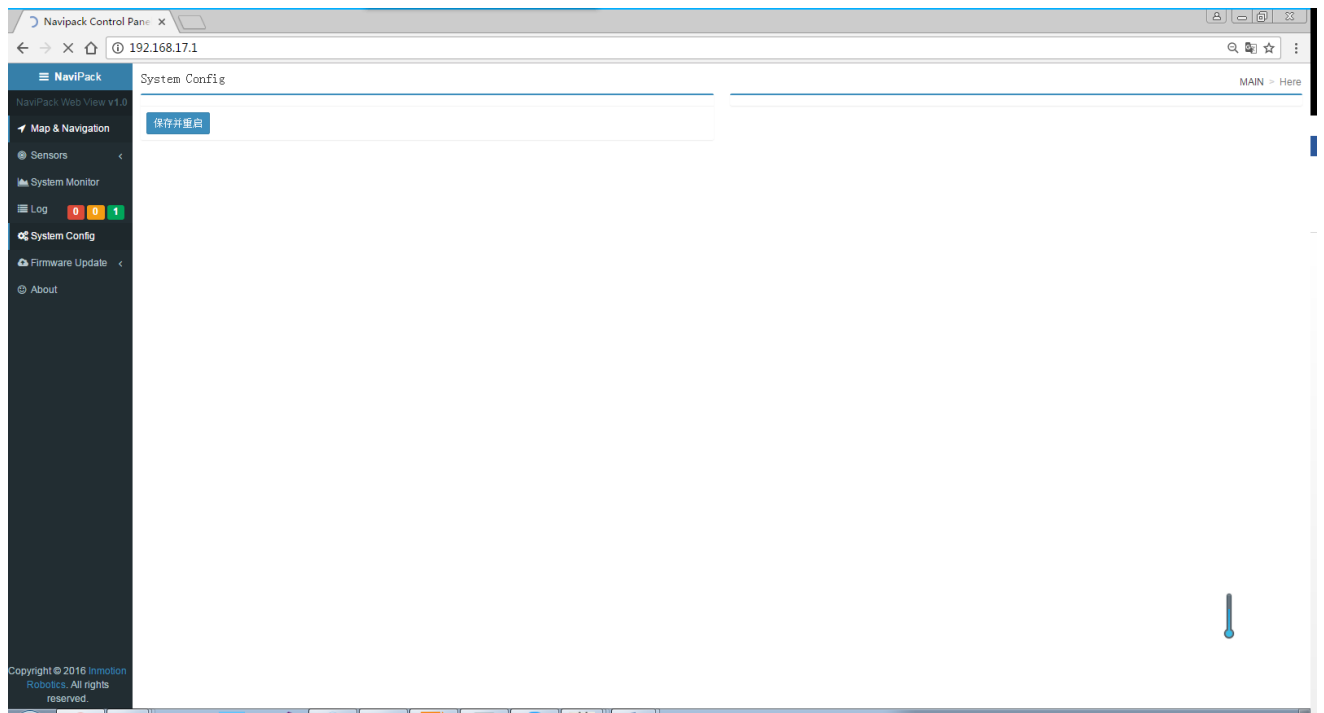 Navipack Control Pane
192.168.17.1
NaviPack
System Config
MAIN > Here
NaviPack Web View v1.0
保存并重启
Map & Navigation
Sensors
System Monitor
Log 0 0 1
System Config
Firmware Update
About
Copyright © 2016 Inmotion
Robotics. All rights
reserved.